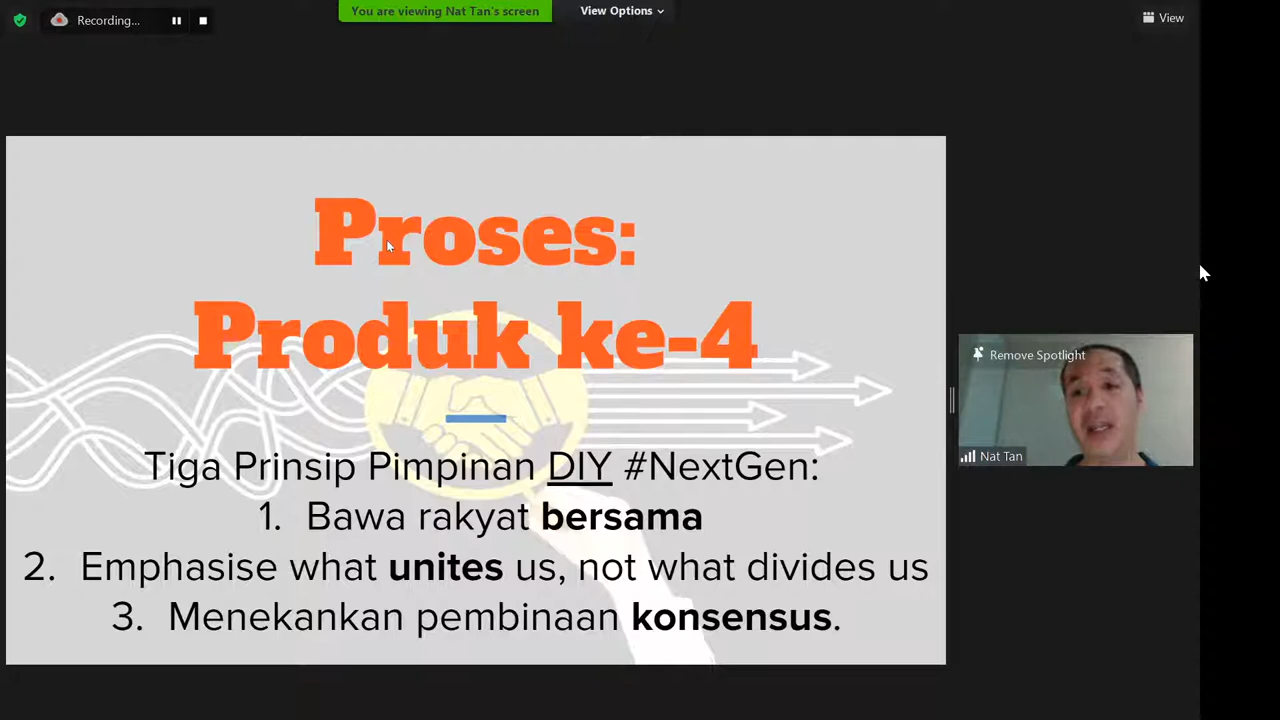 Recording...
You are viewing Nat Tan's screen
View Options
View
Proses:
Produk ke-4
Tiga Prinsip Pimpinan DIY #NextGen:
1. Bawa rakyat bersama
2. Emphasise what unites us, not what divides us
3. Menekankan pembinaan konsensus.
Remove Spotlight
Nat Tan